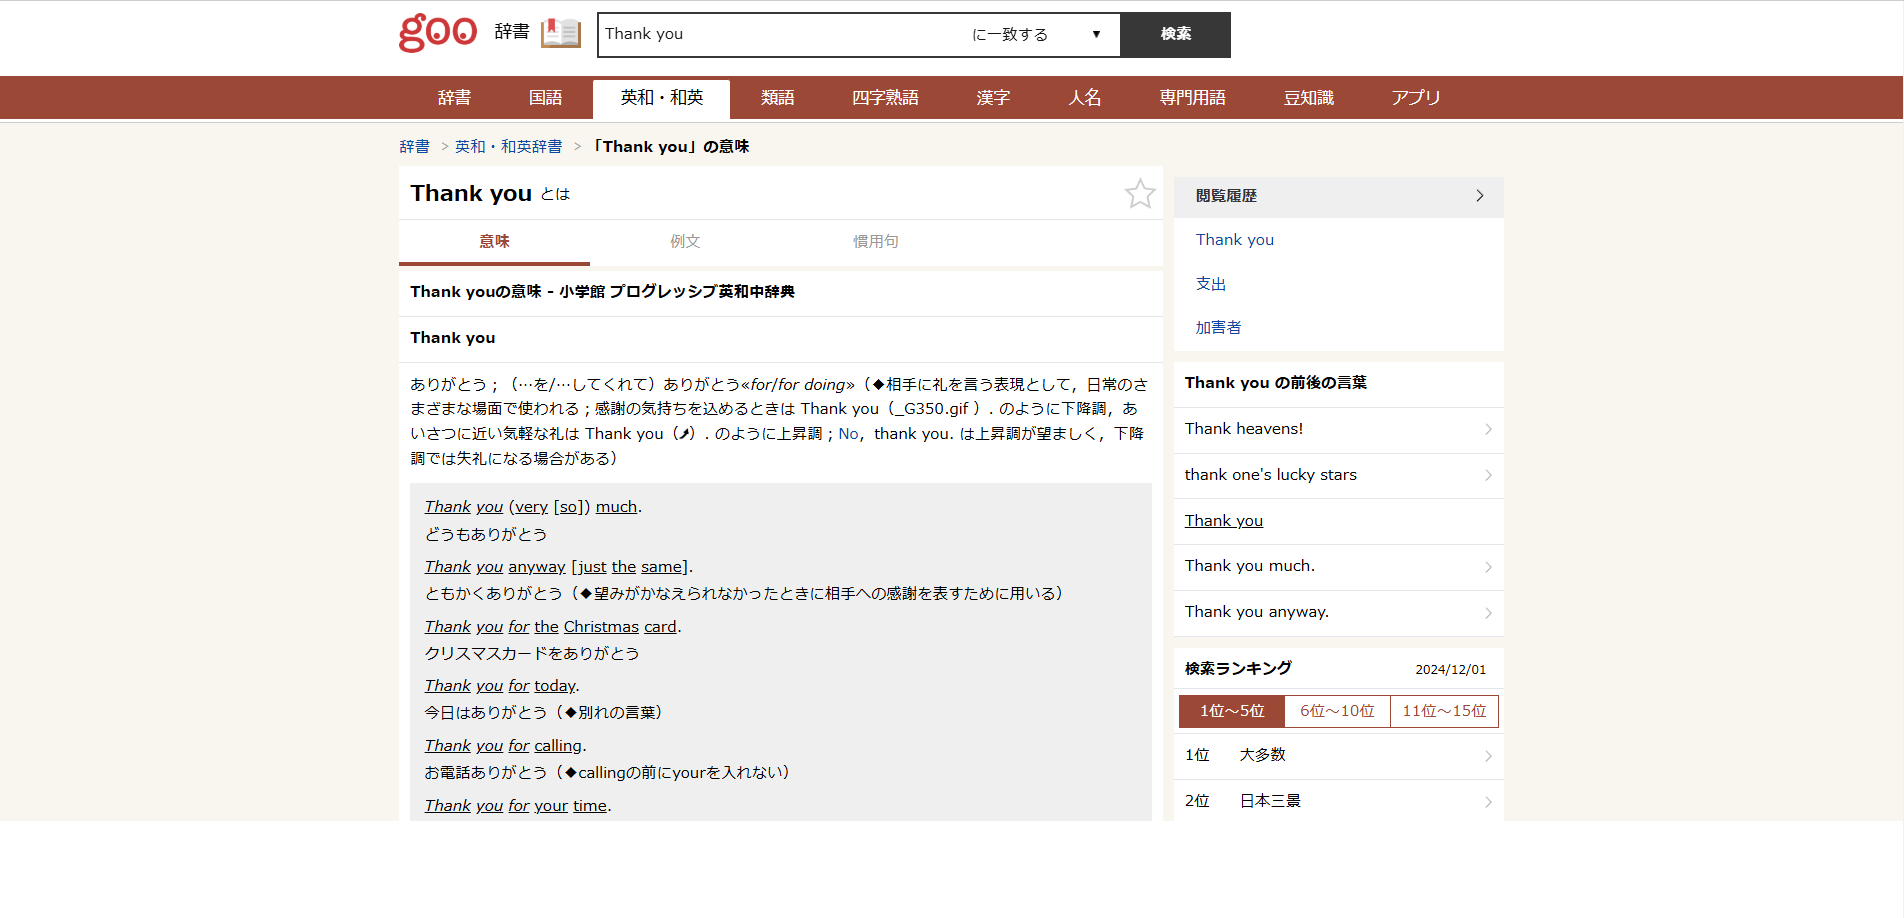 goo 辞書
Thank you に一致する ▼ 検索
辞書 国語 英和・和英 類語 四字熟語 漢字 人名 専門用語 豆知識 アプリ
辞書 > 英和・和英辞書 > 「Thank you」の意味
Thank you とは
意味 例文 慣用句
Thank youの意味 - 小学館 プログレッシブ英和中辞典
Thank you
ありがとう；（…を/…してくれて）ありがとう«for/for doing»（◆相手に礼を言う表現として，日常のさ
まざまな場面で使われる；感謝の気持ちを込めるときは Thank you（_G350.gif ）. のように下降調，あ
いさつに近い気軽な礼は Thank you（⤴）. のように上昇調；No，thank you. は上昇調が望ましく，下降
調では失礼になる場合がある）
Thank you (very [so]) much.
どうもありがとう
Thank you anyway [just the same].
ともかくありがとう（◆望みがかなえられなかったときに相手への感謝を表すために用いる）
Thank you for the Christmas card.
クリスマスカードをありがとう
Thank you for today.
今日はありがとう（◆別れの言葉）
Thank you for calling.
お電話ありがとう（◆callingの前にyourを入れない）
Thank you for your time.
閲覧履歴
Thank you
支出
加害者
Thank you の前後の言葉
Thank heavens!
thank one's lucky stars
Thank you
Thank you much.
Thank you anyway.
検索ランキング 2024/12/01
1位～5位 6位～10位 11位～15位
1位 大多数
2位 日本三景